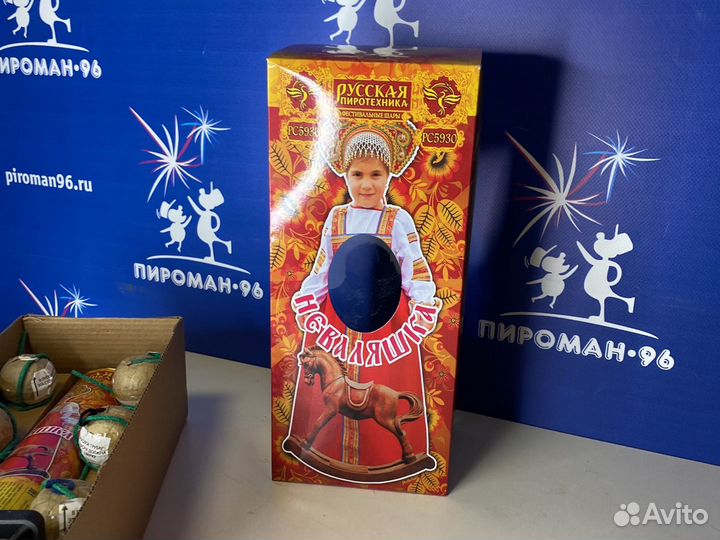 ПИРОМАН·96
piroman96.ru
ПИРОМАН·96
РУССКАЯ
ПИРОТЕХНИКА
ФЕСТИВАЛЬНЫЕ ШАРЫ
РС5930
РС5930
НЕВАЛЯШКА
ПИРОМАН·96
Avito